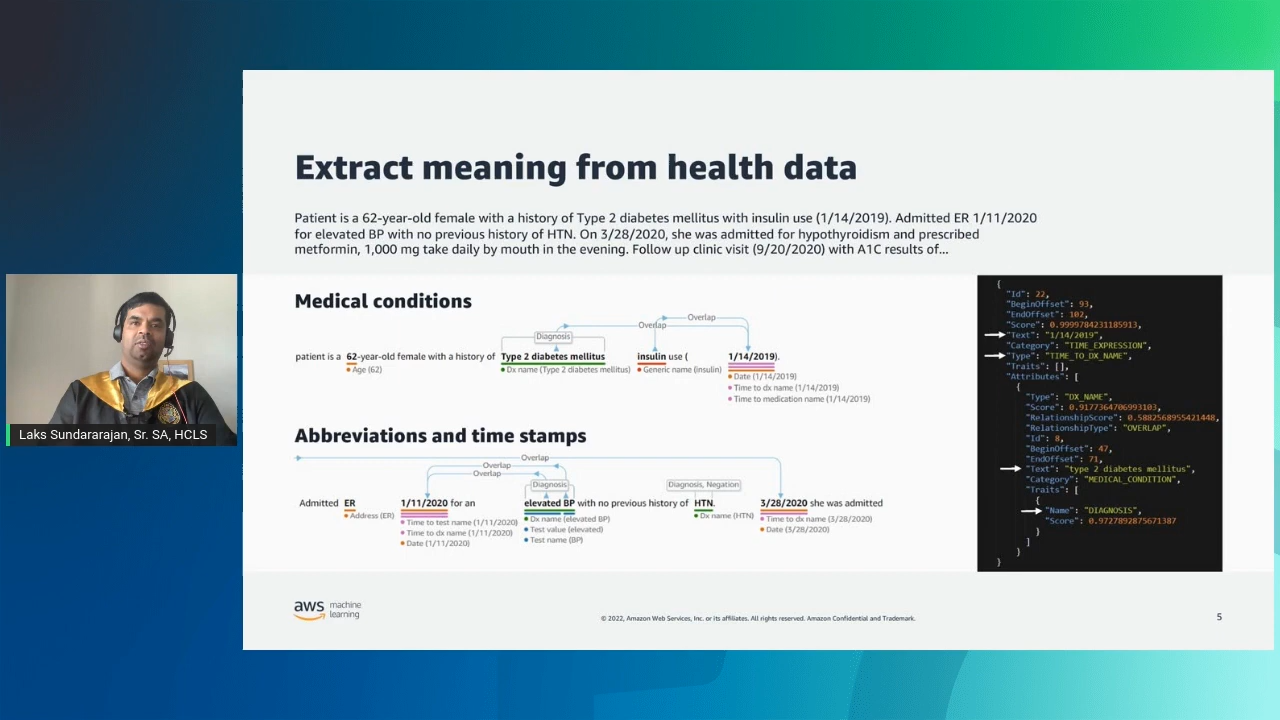 Extract meaning from health data
Patient is a 62-year-old female with a history of Type 2 diabetes mellitus with insulin use (1/14/2019). Admitted ER 1/11/2020
for elevated BP with no previous history of HTN. On 3/28/2020, she was admitted for hypothyroidism and prescribed
metformin, 1,000 mg take daily by mouth in the evening. Follow up clinic visit (9/20/2020) with A1C results of...
Medical conditions
Overlap
Overlap
Diagnosis
patient is a 62-year-old female with a history of Type 2 diabetes mellitus insulin use ( 1/14/2019).
Age (62) Dx name (Type 2 diabetes mellitus) Generic name (insulin) Date (1/14/2019)
Time to dx name (1/14/2019)
Time to medication name (1/14/2019)
Abbreviations and time stamps
Overlap
Overlap
Overlap
Diagnosis Diagnosis, Negation
Admitted ER 1/11/2020 for an elevated BP with no previous history of HTN. 3/28/2020 she was admitted
Address (ER) Time to test name (1/11/2020) Dx name (elevated BP) Dx name (HTN) Time to dx name (3/28/2020)
Time to dx name (1/11/2020) Test value (elevated) Date (3/28/2020)
Date (1/11/2020) Test name (BP)
{
"Id": 22,
"BeginOffset": 93,
"EndOffset": 102,
"Score": 0.9999784231185913,
"Text": "1/14/2019",
"Category": "TIME_EXPRESSION",
"Type": "TIME_TO_DX_NAME",
"Traits": [],
"Attributes": [
{
"Type": "DX_NAME",
"Score": 0.9177364706993103,
"RelationshipScore": 0.5882568955421448,
"RelationshipType": "OVERLAP",
"Id": 8,
"BeginOffset": 47,
"EndOffset": 71,
"Text": "type 2 diabetes mellitus",
"Category": "MEDICAL_CONDITION",
"Traits": [
{
"Name": "DIAGNOSIS",
"Score": 0.9727892875671387
}
]
}
}
Laks Sundararajan, Sr. SA, HCLS
aws machine learning
© 2022, Amazon Web Services, Inc. or its affiliates. All rights reserved. Amazon Confidential and Trademark.
5